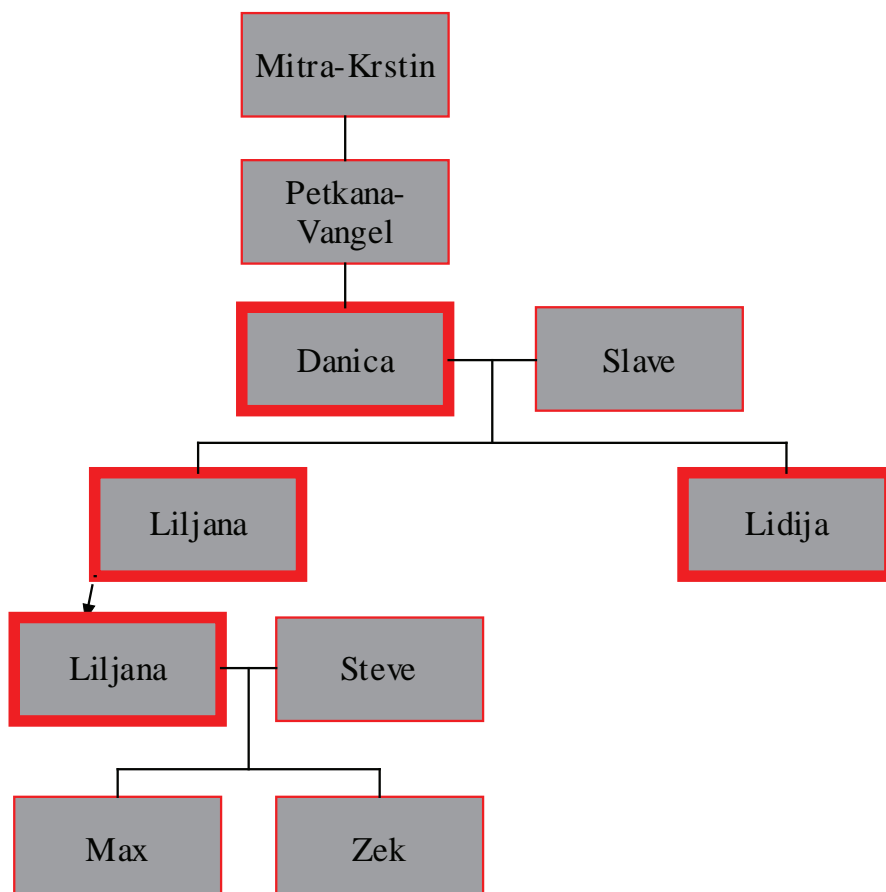 Mitra-Krstin
Petkana-
Vangel
Danica
Slave
Liljana
Lidija
Liljana
Steve
Max
Zek